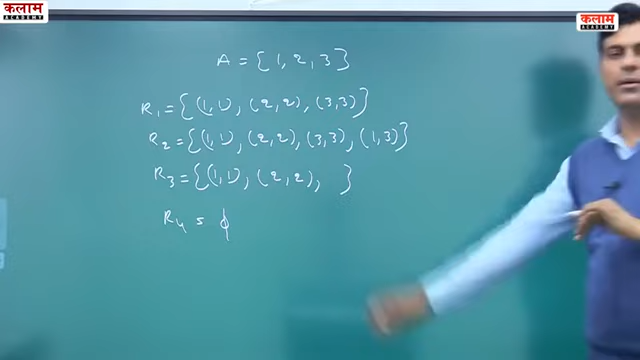 कलाम
ACADEMY
कलाम
ACADEMY
A = {1, 2, 3}
R₁ = {(1,1), (2,2), (3,3)}
R₂ = {(1,1), (2,2), (3,3), (1,3)}
R₃ = {(1,1), (2,2), }
R₄ = ϕ